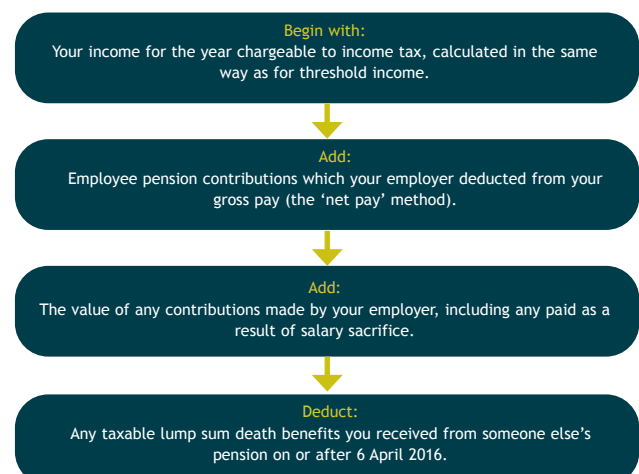 Begin with:
Your income for the year chargeable to income tax, calculated in the same
way as for threshold income.
Add:
Employee pension contributions which your employer deducted from your
gross pay (the ‘net pay’ method).
Add:
The value of any contributions made by your employer, including any paid as a
result of salary sacrifice.
Deduct:
Any taxable lump sum death benefits you received from someone else’s
pension on or after 6 April 2016.